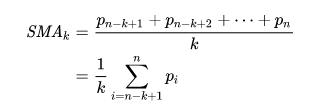 SMA_k = \frac{p_{n-k+1} + p_{n-k+2} + \cdots + p_n}{k}
= \frac{1}{k} \sum_{i=n-k+1}^{n} p_i